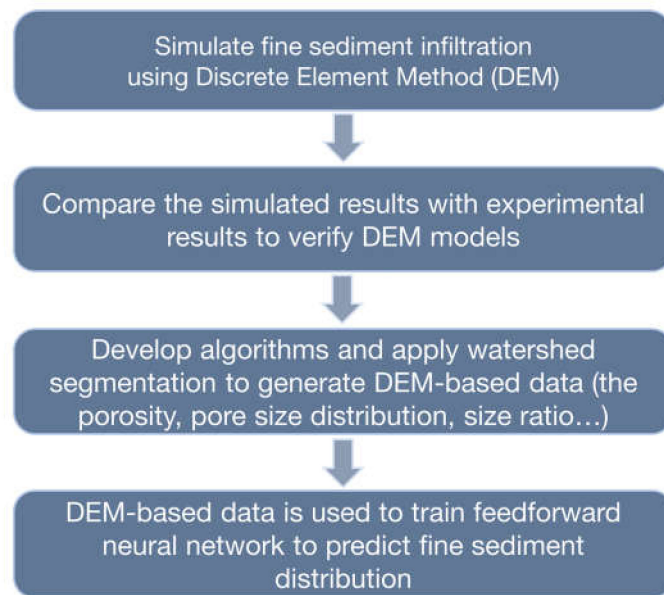 Simulate fine sediment infiltration
using Discrete Element Method (DEM)
Compare the simulated results with experimental
results to verify DEM models
Develop algorithms and apply watershed
segmentation to generate DEM-based data (the
porosity, pore size distribution, size ratio…)
DEM-based data is used to train feedforward
neural network to predict fine sediment
distribution